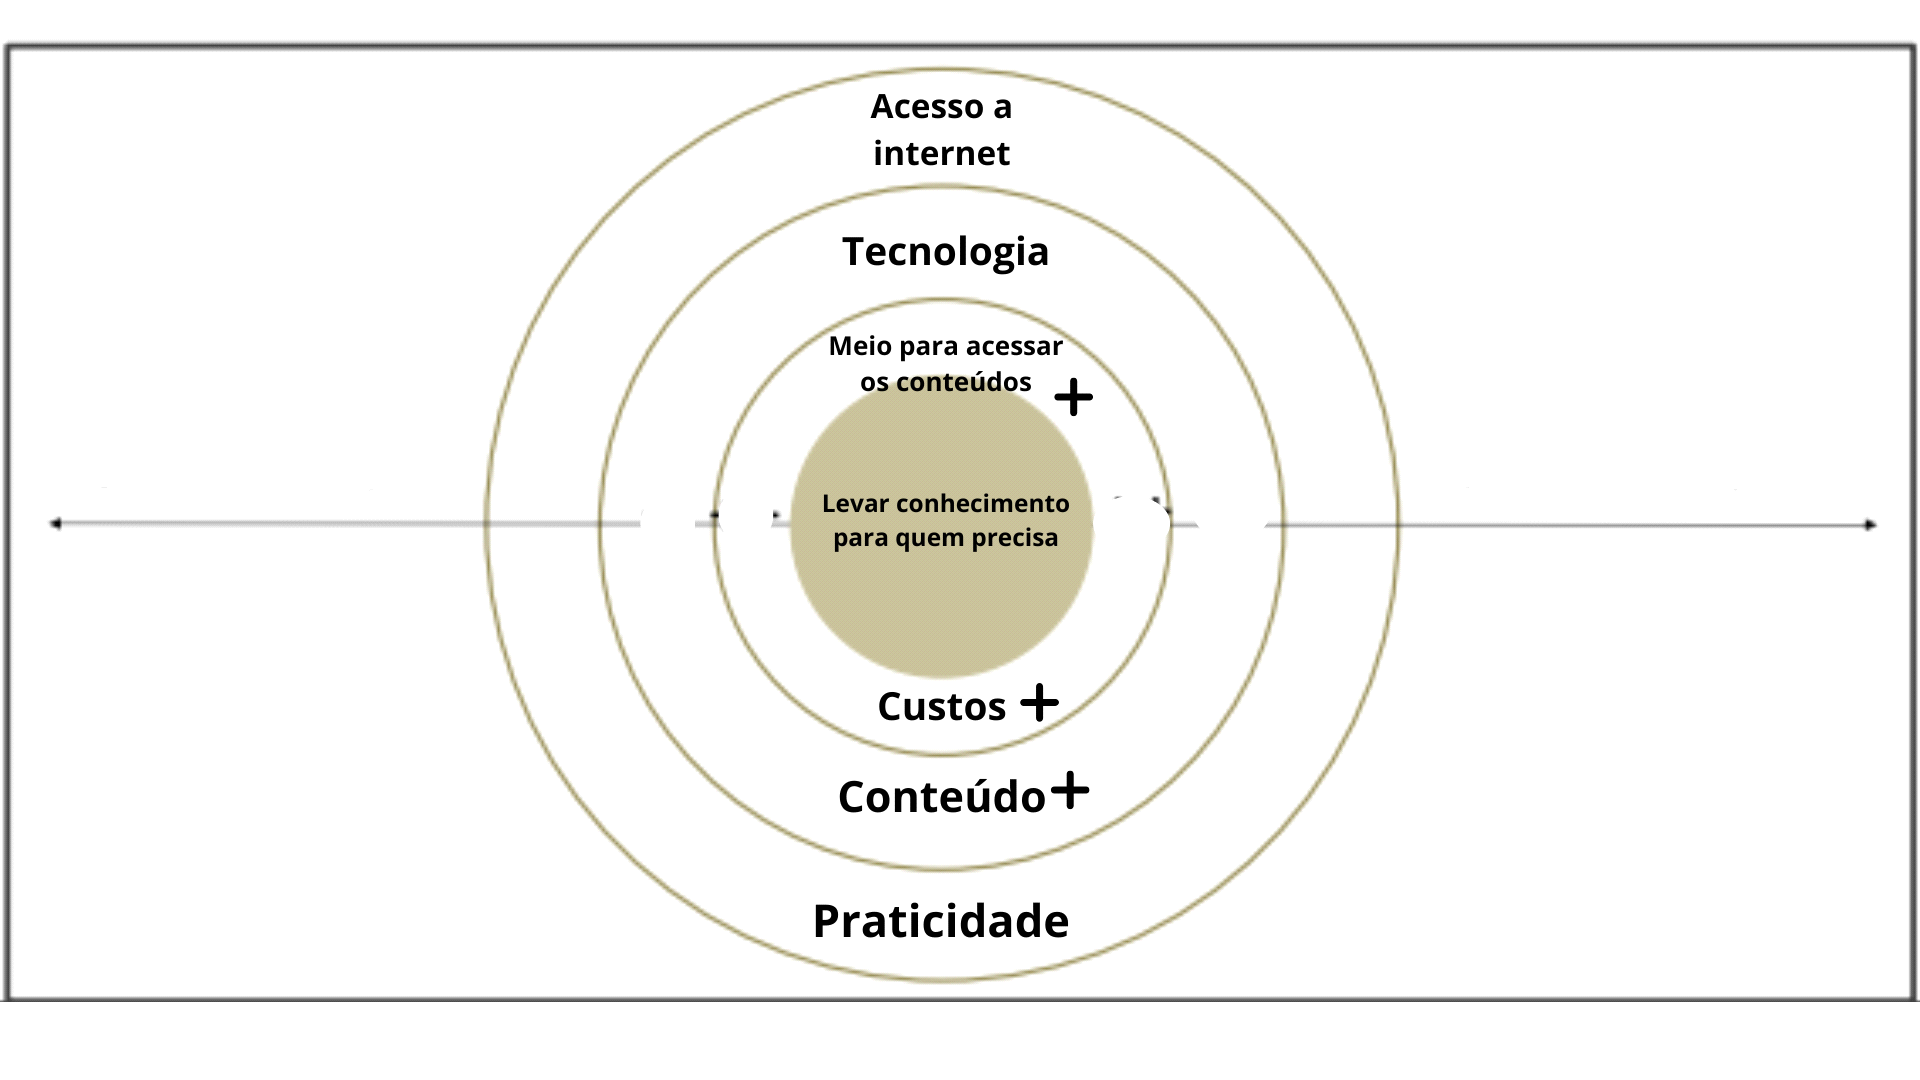 Acesso a
internet
Tecnologia
Meio para acessar
os conteúdos
+
Levar conhecimento
para quem precisa
Custos +
Conteúdo +
Praticidade